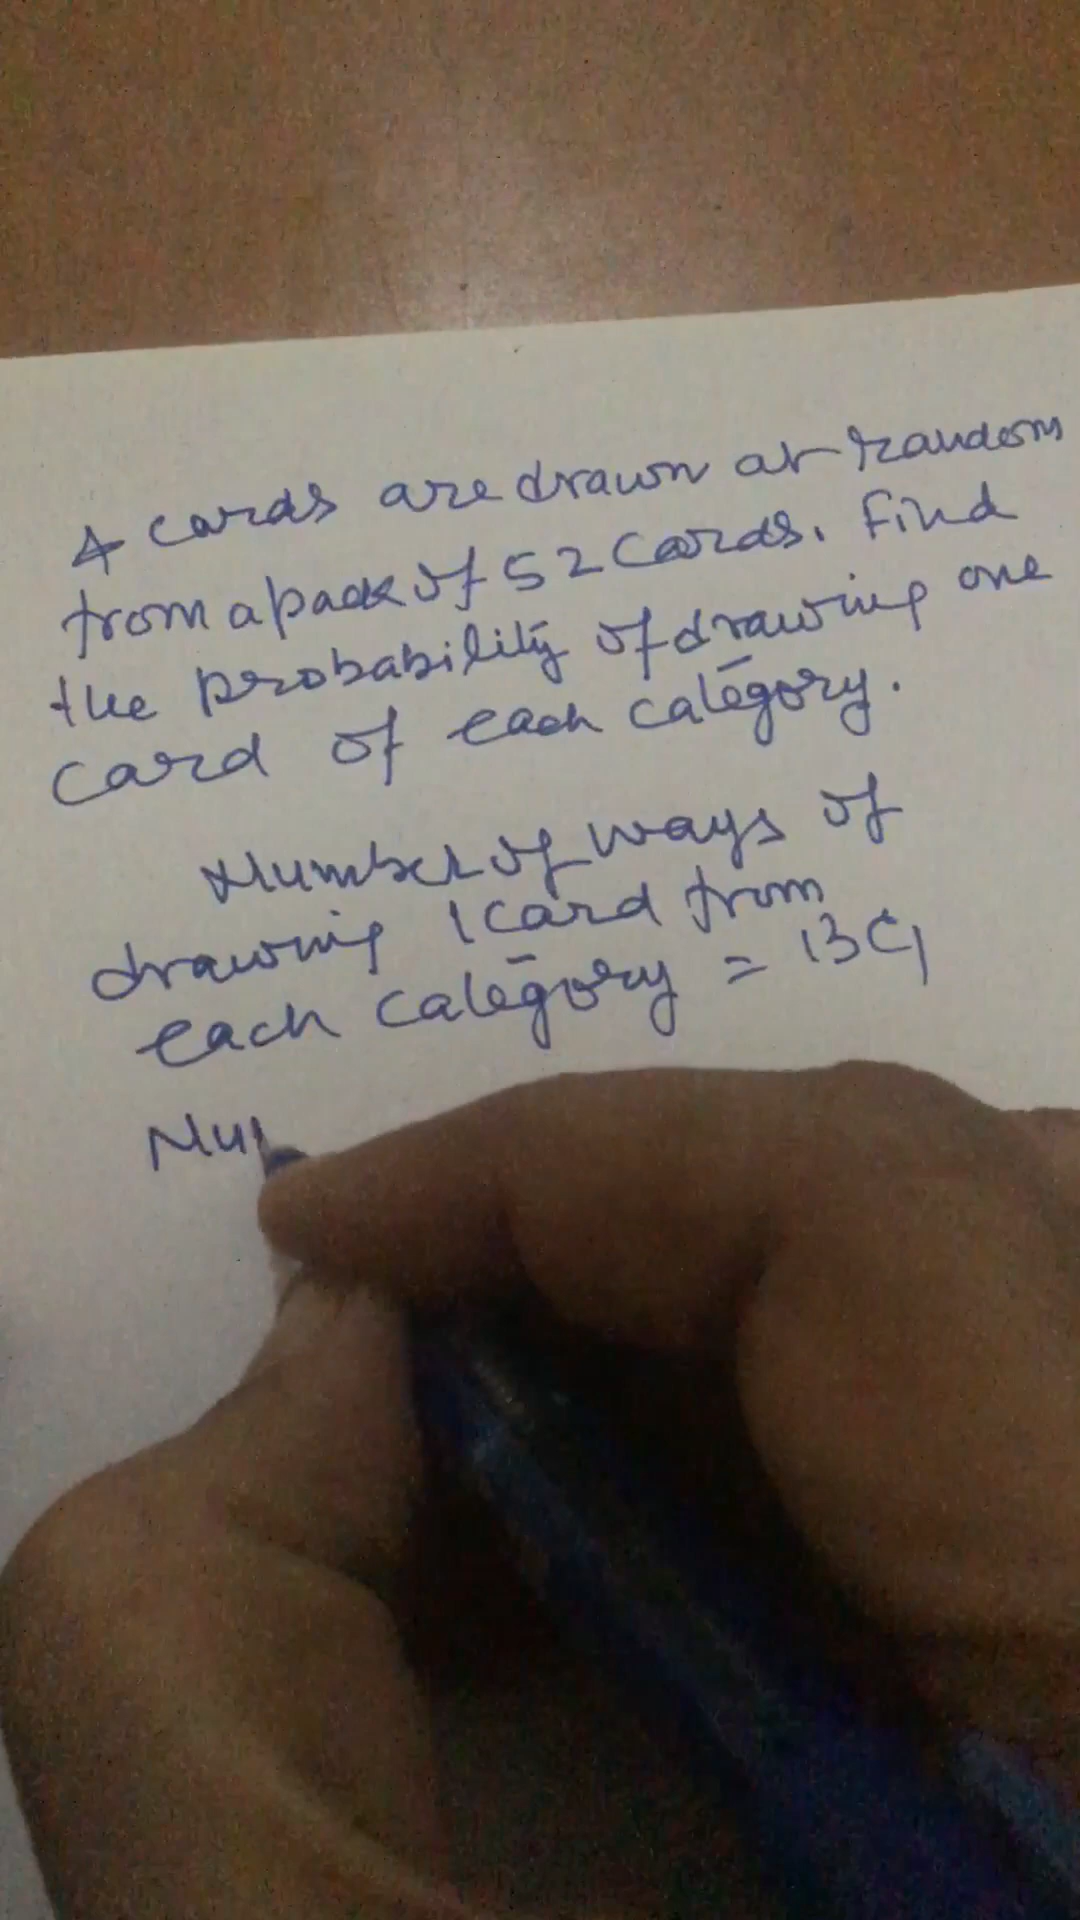 4 cards are drawn at random
from a pack of 52 cards. Find
the probability of drawing one
card of each category.
Number of ways of
drawing 1 card from
each category = 13C1
Nu